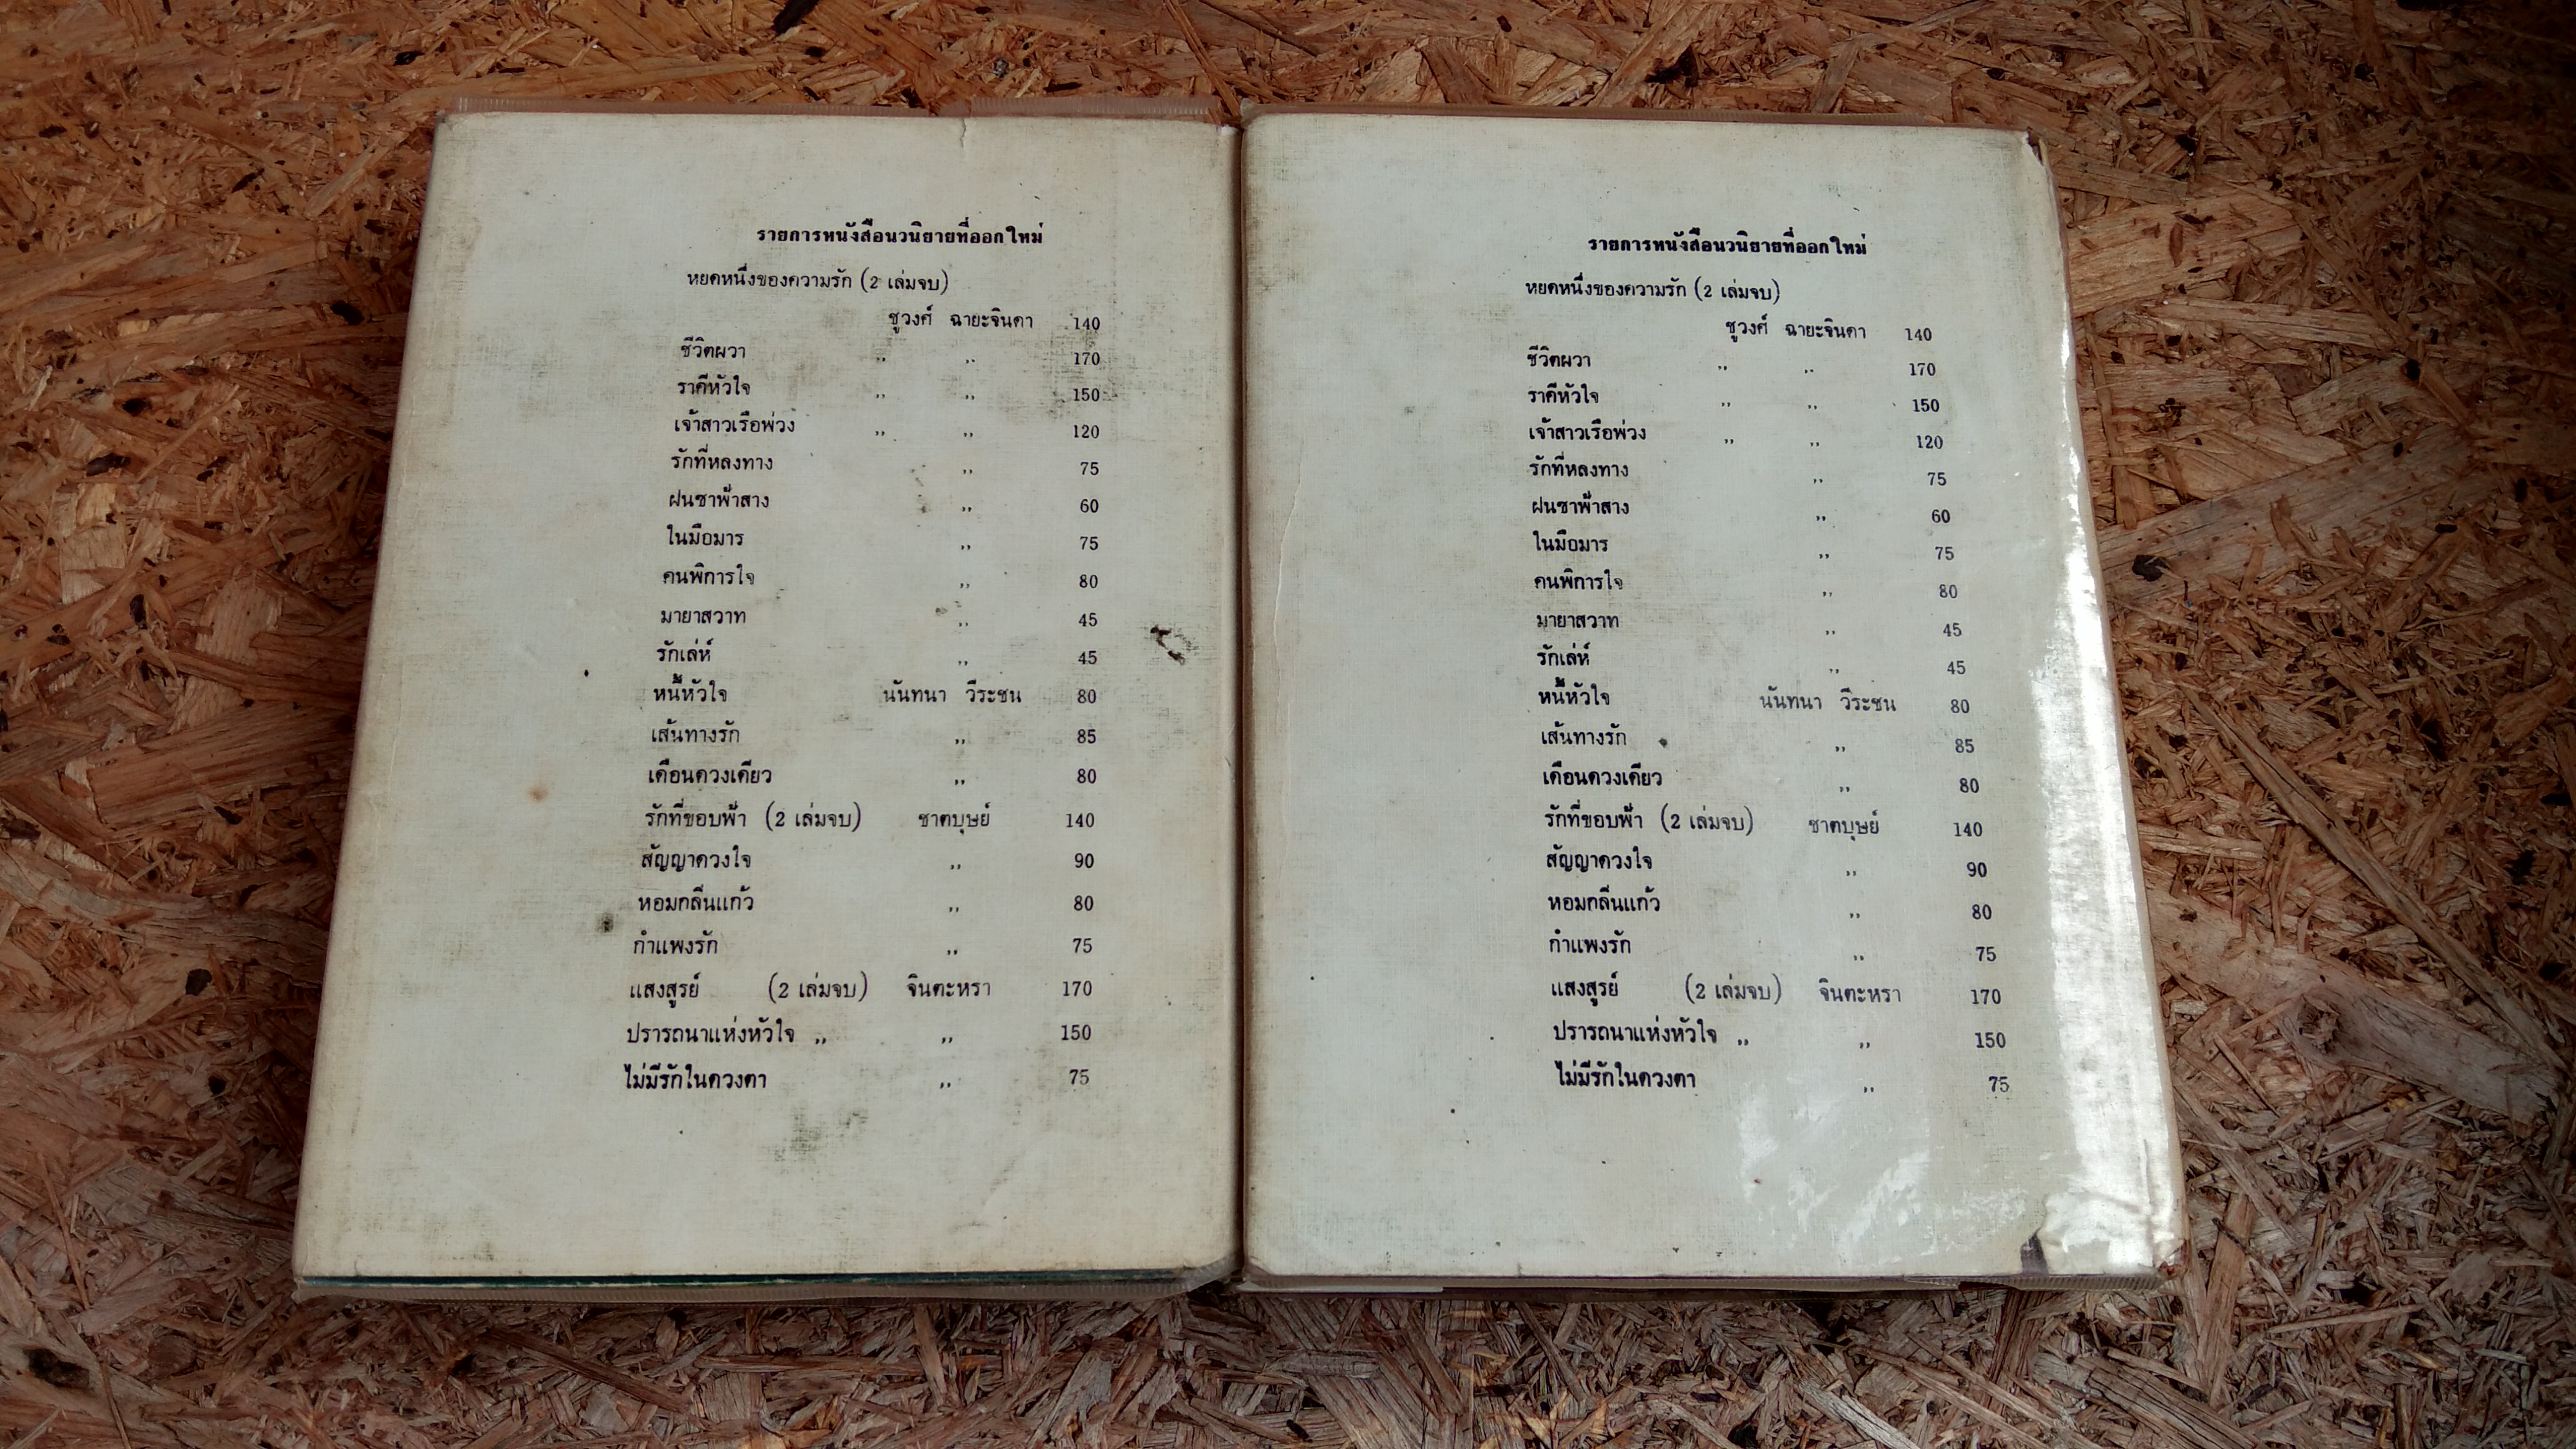 รายการหนังสือนวนิยายที่ออกใหม่
หยดหนึ่งของความรัก (2 เล่มจบ)
ชูวงศ์ ฉายะจินดา 140
ชีวิตผวา ,, ,, 170
ราคีหัวใจ ,, ,, 150
เจ้าสาวเรือพ่วง ,, ,, 120
รักที่หลงทาง ,, 75
ฝนซาฟ้าสาง ,, 60
ในมือมาร ,, 75
คนพิการใจ ,, 80
มายาสวาท ,, 45
รักเล่ห์ ,, 45
หนี้หัวใจ นันทนา วีระชน 80
เส้นทางรัก ,, 85
เดือนดวงเดียว ,, 80
รักที่ขอบฟ้า (2 เล่มจบ) ชาตบุษย์ 140
สัญญาดวงใจ ,, 90
หอมกลิ่นแก้ว ,, 80
กำแพงรัก ,, 75
แสงสูรย์ (2 เล่มจบ) จินตะหรา 170
ปรารถนาแห่งหัวใจ ,, ,, 150
ไม่มีรักในดวงตา ,, 75
รายการหนังสือนวนิยายที่ออกใหม่
หยดหนึ่งของความรัก (2 เล่มจบ)
ชูวงศ์ ฉายะจินดา 140
ชีวิตผวา ,, ,, 170
ราคีหัวใจ ,, ,, 150
เจ้าสาวเรือพ่วง ,, ,, 120
รักที่หลงทาง ,, 75
ฝนซาฟ้าสาง ,, 60
ในมือมาร ,, 75
คนพิการใจ ,, 80
มายาสวาท ,, 45
รักเล่ห์ ,, 45
หนี้หัวใจ นันทนา วีระชน 80
เส้นทางรัก ,, 85
เดือนดวงเดียว ,, 80
รักที่ขอบฟ้า (2 เล่มจบ) ชาตบุษย์ 140
สัญญาดวงใจ ,, 90
หอมกลิ่นแก้ว ,, 80
กำแพงรัก ,, 75
แสงสูรย์ (2 เล่มจบ) จินตะหรา 170
ปรารถนาแห่งหัวใจ ,, ,, 150
ไม่มีรักในดวงตา ,, 75